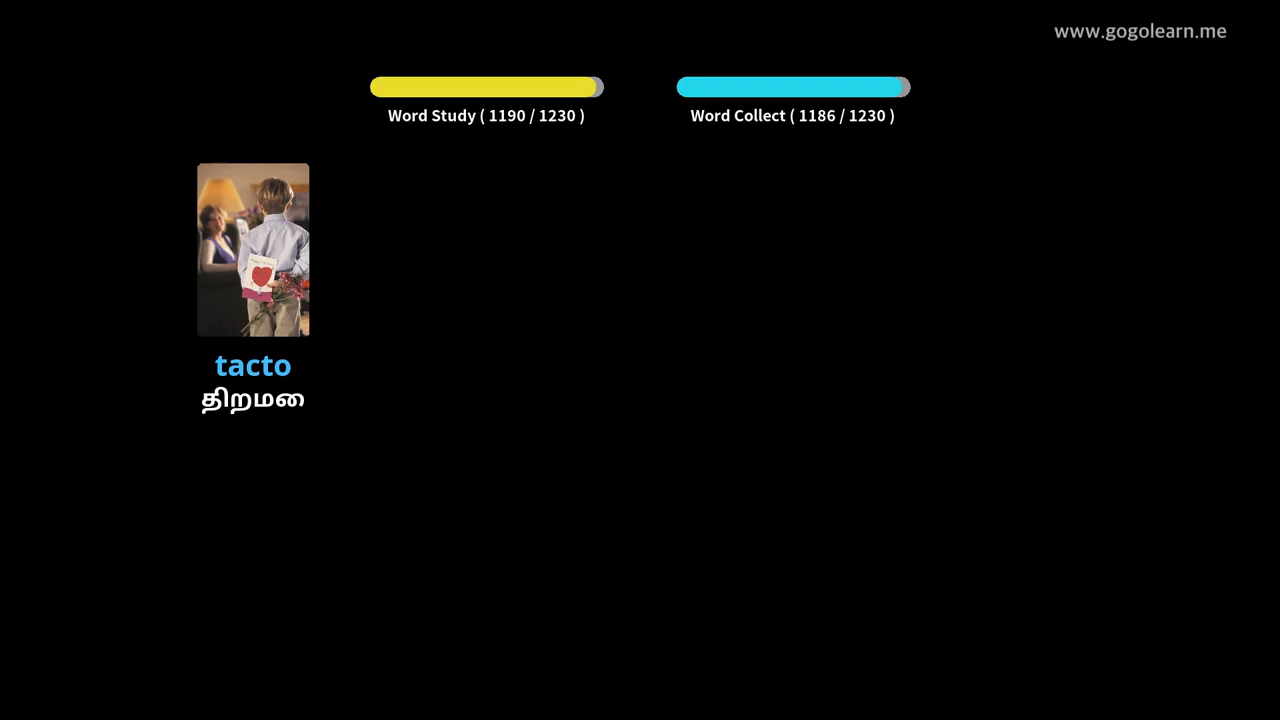 www.gogolearn.me
Word Study ( 1190 / 1230 )
Word Collect ( 1186 / 1230 )
tacto
திறமை